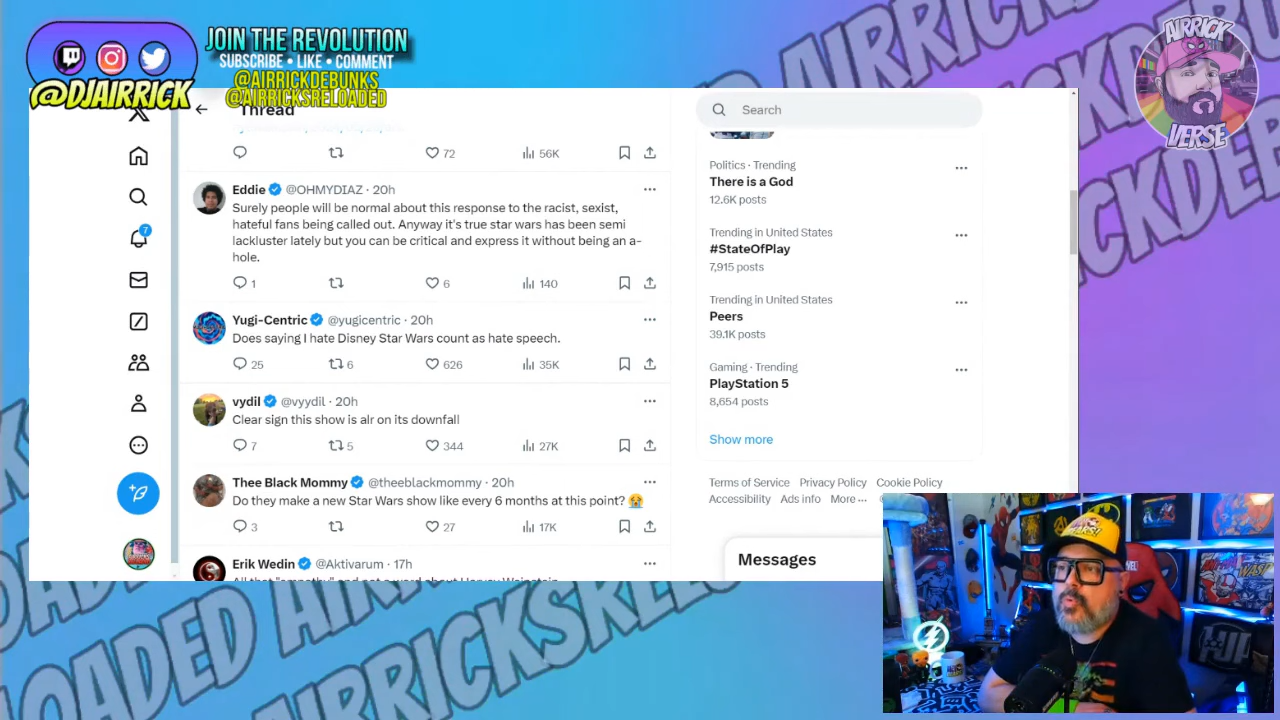 JOIN THE REVOLUTION
SUBSCRIBE • LIKE • COMMENT
@AIRRICKDEBUNKS
@AIRRICKSRELOADED
@DJAIRRICK
AIRRICK
VERSE
Thread
Search
72
56K
Eddie @OHMYDIAZ · 20h
Surely people will be normal about this response to the racist, sexist,
hateful fans being called out. Anyway it's true star wars has been semi
lackluster lately but you can be critical and express it without being an a-
hole.
1
6
140
Yugi-Centric @yugicentric · 20h
Does saying I hate Disney Star Wars count as hate speech.
25
6
626
35K
vydil @vyydil · 20h
Clear sign this show is alr on its downfall
7
5
344
27K
Thee Black Mommy @theeblackmommy · 20h
Do they make a new Star Wars show like every 6 months at this point? 😭
3
27
17K
Erik Wedin @Aktivarum · 17h
7
Politics · Trending
There is a God
12.6K posts
Trending in United States
#StateOfPlay
7,915 posts
Trending in United States
Peers
39.1K posts
Gaming · Trending
PlayStation 5
8,654 posts
Show more
Terms of Service Privacy Policy Cookie Policy
Accessibility Ads info More ...
Messages
AIRRICKSRELOADED